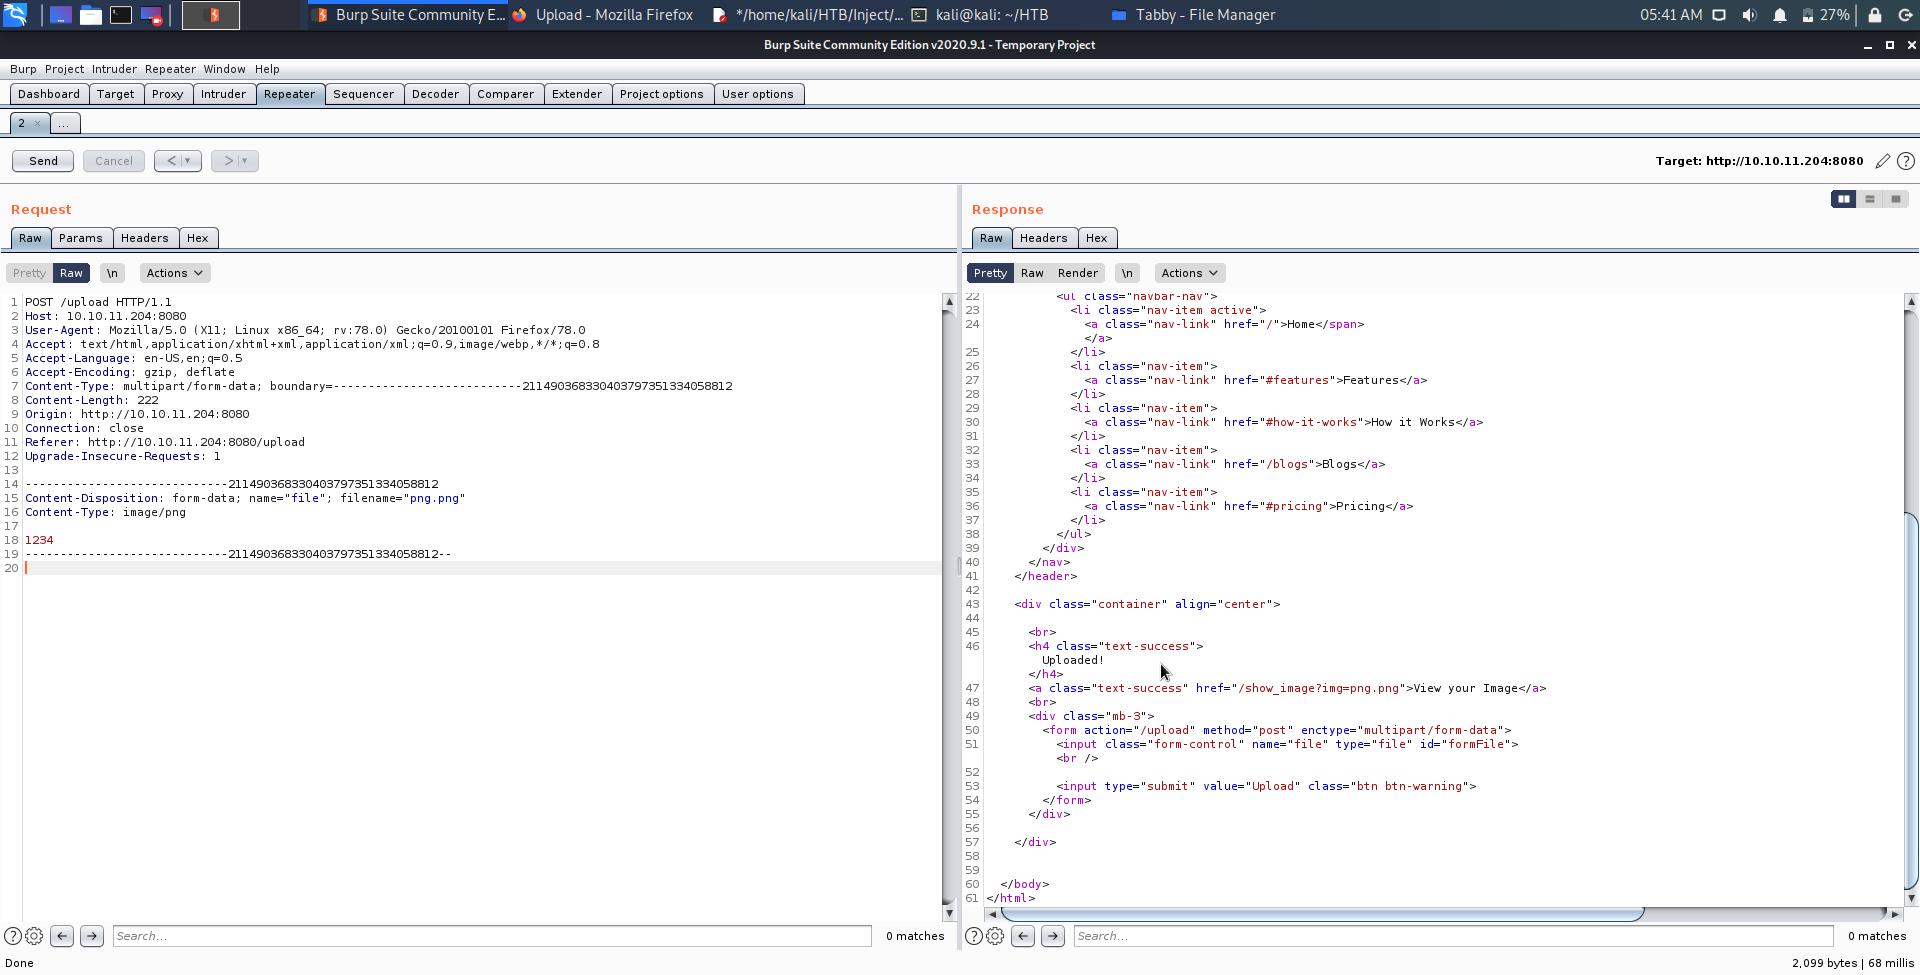 Burp Suite Community E...
Upload - Mozilla Firefox
*/home/kali/HTB/Inject/...
kali@kali: ~/HTB
Tabby - File Manager
05:41 AM
27%
Burp Suite Community Edition v2020.9.1 - Temporary Project
Burp Project Intruder Repeater Window Help
Dashboard Target Proxy Intruder Repeater Sequencer Decoder Comparer Extender Project options User options
2 × ...
Send Cancel < >
Target: http://10.10.11.204:8080
Request
Raw Params Headers Hex
Pretty Raw \n Actions
1 POST /upload HTTP/1.1
2 Host: 10.10.11.204:8080
3 User-Agent: Mozilla/5.0 (X11; Linux x86_64; rv:78.0) Gecko/20100101 Firefox/78.0
4 Accept: text/html,application/xhtml+xml,application/xml;q=0.9,image/webp,*/*;q=0.8
5 Accept-Language: en-US,en;q=0.5
6 Accept-Encoding: gzip, deflate
7 Content-Type: multipart/form-data; boundary=---------------------------211490368330403797351334058812
8 Content-Length: 222
9 Origin: http://10.10.11.204:8080
10 Connection: close
11 Referer: http://10.10.11.204:8080/upload
12 Upgrade-Insecure-Requests: 1
13
14 -----------------------------211490368330403797351334058812
15 Content-Disposition: form-data; name="file"; filename="png.png"
16 Content-Type: image/png
17
18 1234
19 -----------------------------211490368330403797351334058812--
20
Search... 0 matches
Response
Raw Headers Hex
Pretty Raw Render \n Actions
22 <ul class="navbar-nav">
23 <li class="nav-item active">
24 <a class="nav-link" href="/">Home</span>
</a>
25 </li>
26 <li class="nav-item">
27 <a class="nav-link" href="#features">Features</a>
28 </li>
29 <li class="nav-item">
30 <a class="nav-link" href="#how-it-works">How it Works</a>
31 </li>
32 <li class="nav-item">
33 <a class="nav-link" href="/blogs">Blogs</a>
34 </li>
35 <li class="nav-item">
36 <a class="nav-link" href="#pricing">Pricing</a>
37 </li>
38 </ul>
39 </div>
40 </nav>
41 </header>
42
43 <div class="container" align="center">
44
45 <br>
46 <h4 class="text-success">
Uploaded!
</h4>
47 <a class="text-success" href="/show_image?img=png.png">View your Image</a>
48 <br>
49 <div class="mb-3">
50 <form action="/upload" method="post" enctype="multipart/form-data">
51 <input class="form-control" name="file" type="file" id="formFile">
<br />
52
53 <input type="submit" value="Upload" class="btn btn-warning">
54 </form>
55 </div>
56
57 </div>
58
59
60 </body>
61 </html>
Search... 0 matches
Done
2,099 bytes | 68 millis